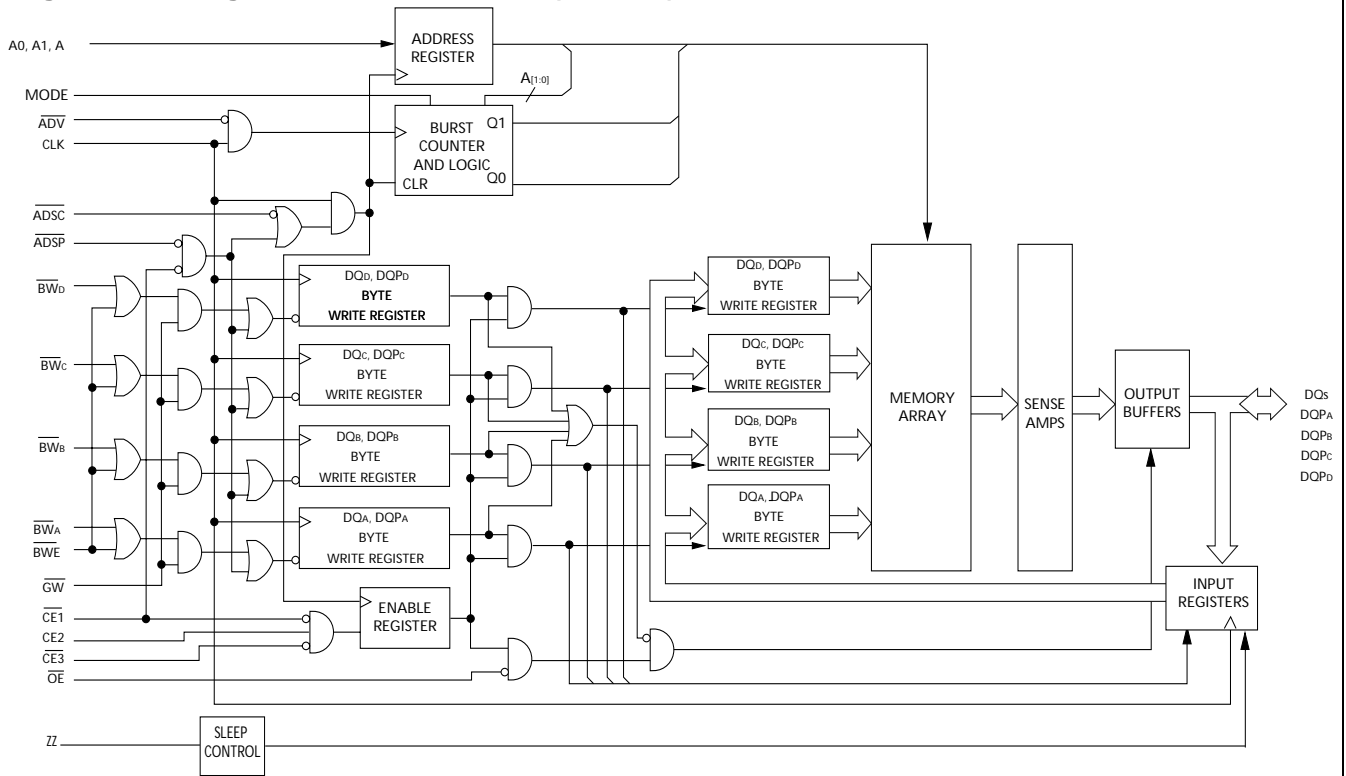 A0, A1, A
ADDRESS
REGISTER
A[1:0]
MODE
ADV
CLK
BURST
COUNTER
AND LOGIC
CLR
Q1
Q0
ADSC
ADSP
BWD
BWC
BWB
BWA
BWE
GW
CE1
CE2
CE3
OE
ZZ
DQD, DQPD
BYTE
WRITE REGISTER
DQC, DQPC
BYTE
WRITE REGISTER
DQB, DQPB
BYTE
WRITE REGISTER
DQA, DQPA
BYTE
WRITE REGISTER
ENABLE
REGISTER
SLEEP
CONTROL
DQD, DQPD
BYTE
WRITE REGISTER
DQC, DQPC
BYTE
WRITE REGISTER
DQB, DQPB
BYTE
WRITE REGISTER
DQA, DQPA
BYTE
WRITE REGISTER
MEMORY
ARRAY
SENSE
AMPS
OUTPUT
BUFFERS
INPUT
REGISTERS
DQs
DQPA
DQPB
DQPC
DQPD